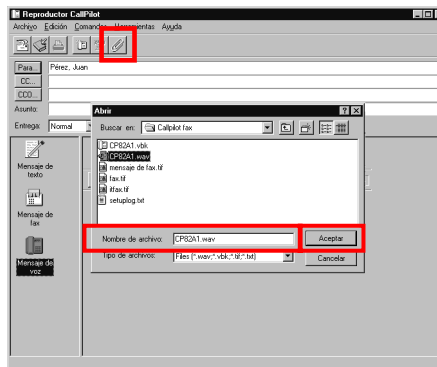 Reproductor CallPilot
Archivo Edición Comandos Herramientas Ayuda
Para... Pérez, Juan
CC...
CCO...
Asunto:
Entrega: Normal
Abrir
Buscar en: Callpilot fax
CP82A1.vbk
CP82A1.wav
mensaje de fax.tif
fax.tif
itfax.tif
setuplog.txt
Nombre de archivo: CP82A1.wav Aceptar
Tipo de archivos: Files (*.wav;*.vbk;*.tif;*.txt) Cancelar
Mensaje de
texto
Mensaje de
fax
Mensaje de
voz